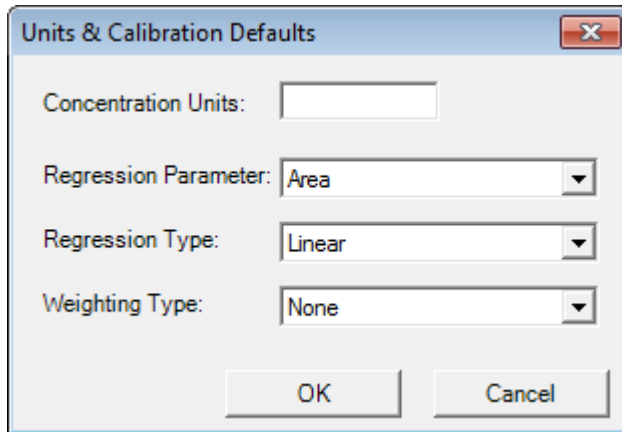 Units & Calibration Defaults
Concentration Units:
Regression Parameter: Area
Regression Type: Linear
Weighting Type: None
OK Cancel